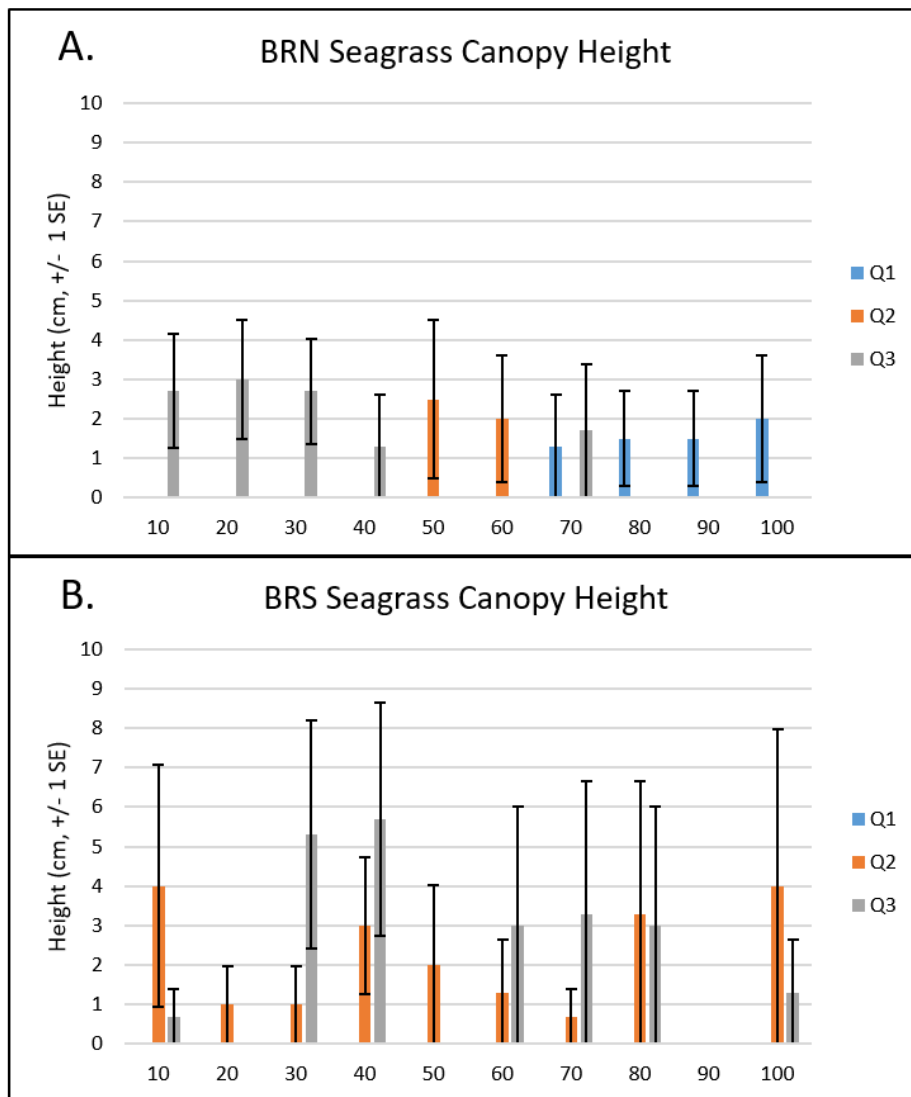 A.
BRN Seagrass Canopy Height
Height (cm, +/- 1 SE)
10
9
8
7
6
5
4
3
2
1
0
10 20 30 40 50 60 70 80 90 100
Q1
Q2
Q3
B.
BRS Seagrass Canopy Height
Height (cm, +/- 1 SE)
10
9
8
7
6
5
4
3
2
1
0
10 20 30 40 50 60 70 80 90 100
Q1
Q2
Q3